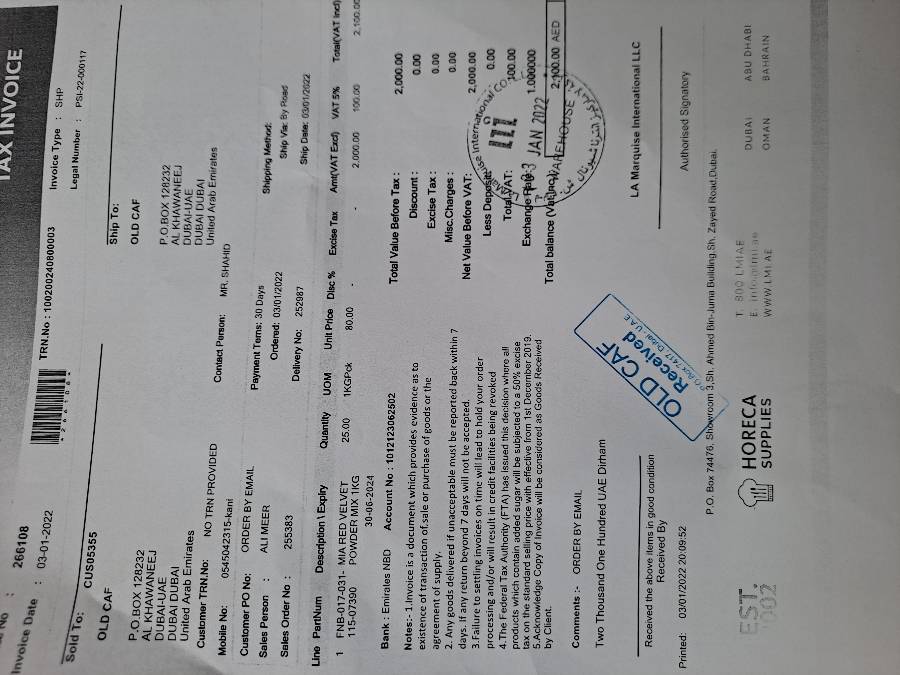 TAX INVOICE
No : 266108
Invoice Date : 03-01-2022
*266108*
TRN.No : 100200240800003
Invoice Type : SHP
Legal Number : PSI-22-000117
Sold To: CUS05355
OLD CAF
P.O.BOX 128232
AL KHAWANEEJ
DUBAI-UAE
DUBAI DUBAI
United Arab Emirates
Ship To:
OLD CAF
P.O.BOX 128232
AL KHAWANEEJ
DUBAI-UAE
DUBAI DUBAI
United Arab Emirates
Customer TRN.No: NO TRN PROVIDED
Mobile No: 0545042315-kani
Contact Person: MR. SHAHID
Customer PO No: ORDER BY EMAIL
Sales Person : ALI MEER
Sales Order No : 255383
Payment Terms: 30 Days
Ordered: 03/01/2022
Delivery No: 252987
Shipping Method:
Ship Via: By Road
Ship Date: 03/01/2022
Line PartNum Description \ Expiry Quantity UOM Unit Price Disc % Excise Tax Amt(VAT Excl) VAT 5% Total(VAT Incl)
1 FNB-017-031- MIA RED VELVET 25.00 1KGPck 80.00 - - 2,000.00 100.00 2,100.00
115-07390 POWDER MIX 1KG
30-06-2024
Bank : Emirates NBD Account No : 1012123062502
Notes:- 1.Invoice is a document which provides evidence as to
existence of transaction of.sale or purchase of goods or the
agreement of supply.
2. Any goods delivered if unacceptable must be reported back within 7
days. If any return beyond 7 days will not be accepted.
3.Failure to settling Invoices on time will lead to hold your order
processing and/or will result in credit facilities being revoked
4.The Federal Tax Authority (FTA) has issued this decision where all
products which contain added sugar will be subjected to a 50% excise
tax on the standard selling price with effective from 1st December 2019.
5.Acknowledge Copy of Invoice will be considered as Goods Received
by Client.
Total Value Before Tax : 2,000.00
Discount : 0.00
Excise Tax : 0.00
Misc.Charges : 0.00
Net Value Before VAT: 2,000.00
Less Deposit: 0.00
Total VAT: 100.00
Exchange Rate: 1.000000
Total balance 2,100.00 AED
Marquise International Co. L.L.C
03 JAN 2022
WAREHOUSE
Comments :- ORDER BY EMAIL
Two Thousand One Hundred UAE Dirham
OLD CAF
Received
P.O Box 7417 Dubai - U.A.E
LA Marquise International LLC
Received the above items in good condition
Received By
Authorised Signatory
Printed: 03/01/2022 20:09:52
P.O. Box 74476, Showroom 3,Sh. Ahmed Bin-Juma Building,Sh. Zayed Road,Dubai.
EST.
2002
HORECA
SUPPLIES
T. 800 LMIAE
E. info@lmi.ae
WWW.LMI.AE
DUBAI ABU DHABI
OMAN BAHRAIN